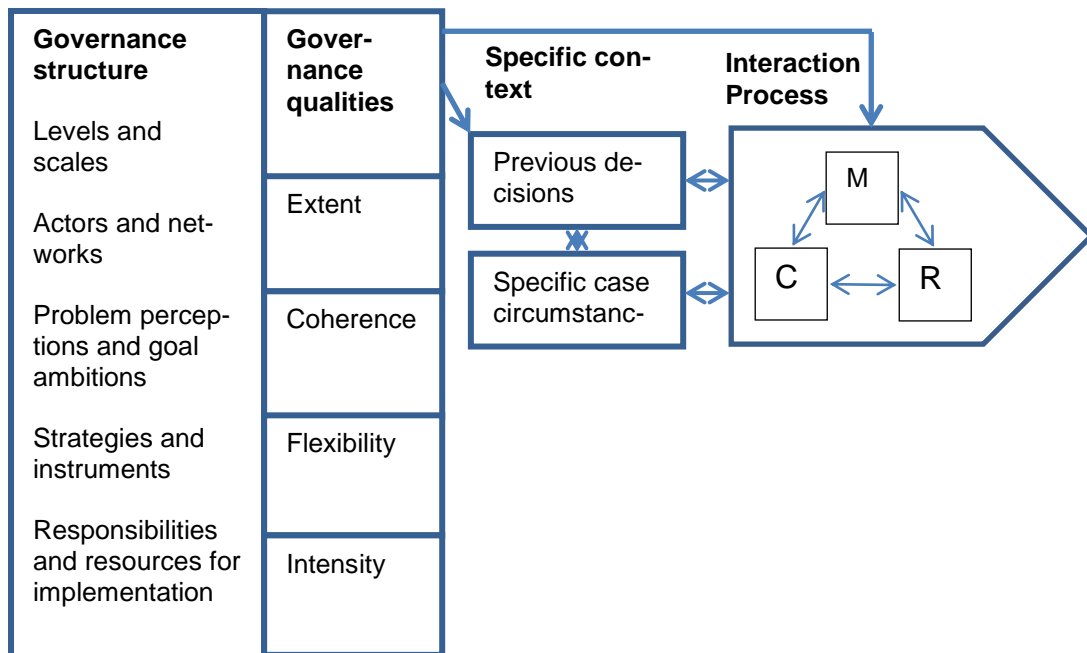 Governance
structure
Levels and
scales
Actors and net-
works
Problem percep-
tions and goal
ambitions
Strategies and
instruments
Responsibilities
and resources for
implementation
Gover-
nance
qualities
Extent
Coherence
Flexibility
Intensity
Specific con-
text
Previous de-
cisions
Specific case
circumstanc-
Interaction
Process
M
C
R